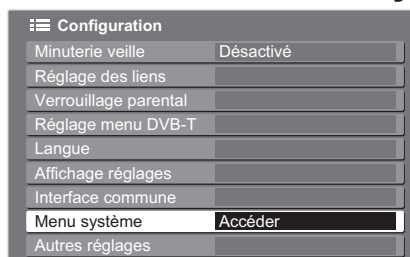 Configuration
Minuterie veille Désactivé
Réglage des liens
Verrouillage parental
Réglage menu DVB-T
Langue
Affichage réglages
Interface commune
Menu système Accéder
Autres réglages